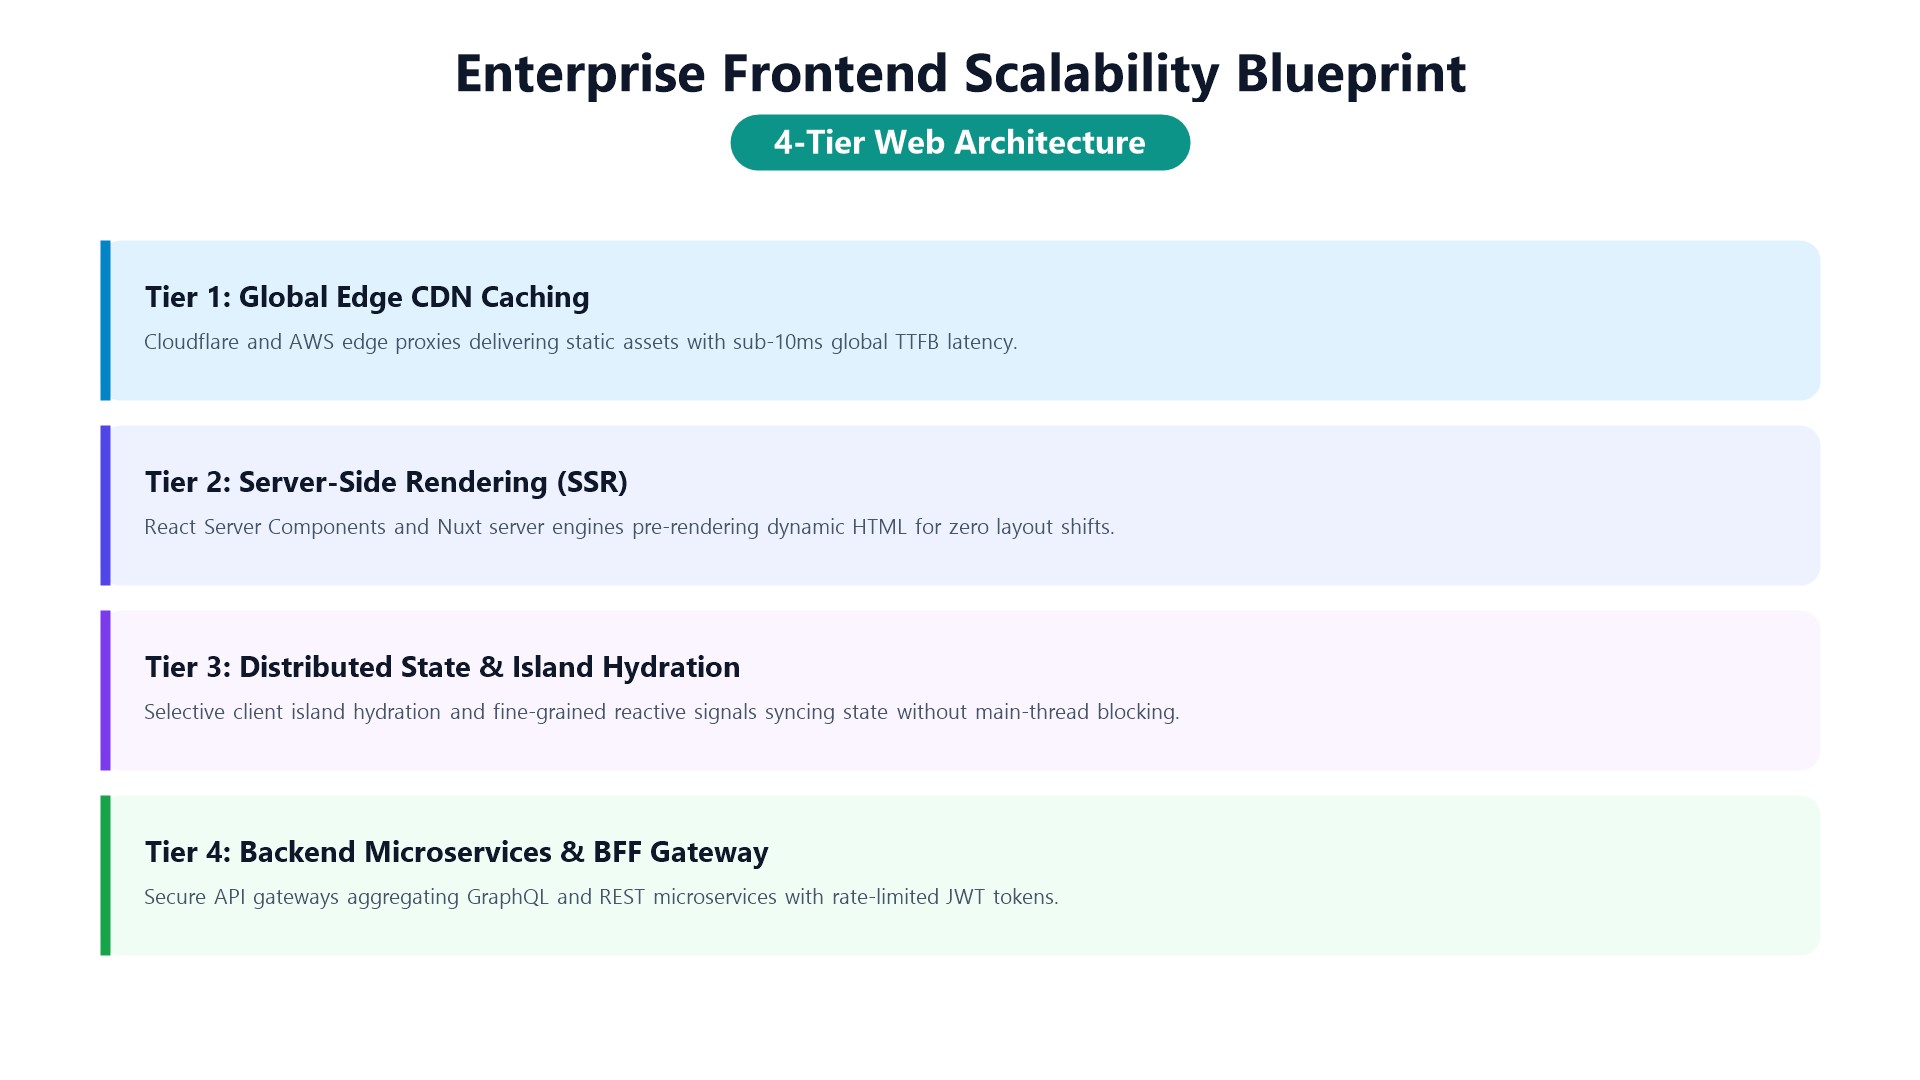 Enterprise Frontend Scalability Blueprint
4-Tier Web Architecture
Tier 1: Global Edge CDN Caching
Cloudflare and AWS edge proxies delivering static assets with sub-10ms global TTFB latency.
Tier 2: Server-Side Rendering (SSR)
React Server Components and Nuxt server engines pre-rendering dynamic HTML for zero layout shifts.
Tier 3: Distributed State & Island Hydration
Selective client island hydration and fine-grained reactive signals syncing state without main-thread blocking.
Tier 4: Backend Microservices & BFF Gateway
Secure API gateways aggregating GraphQL and REST microservices with rate-limited JWT tokens.